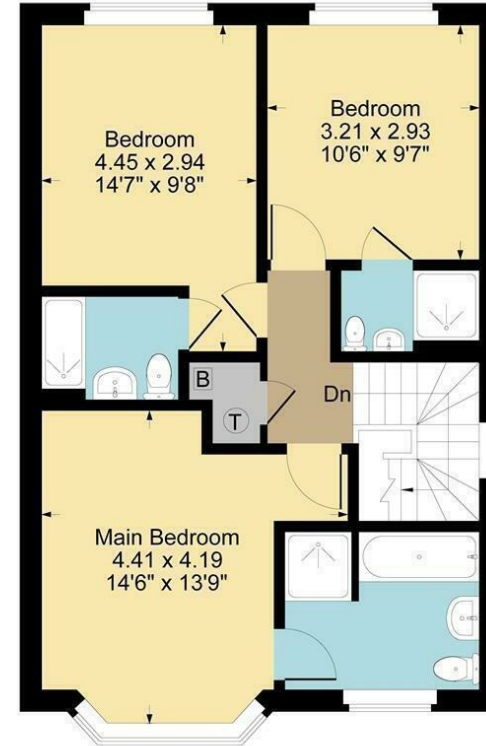 Bedroom
4.45 x 2.94
14'7" x 9'8"
Bedroom
3.21 x 2.93
10'6" x 9'7"
B
T
Dn
Main Bedroom
4.41 x 4.19
14'6" x 13'9"